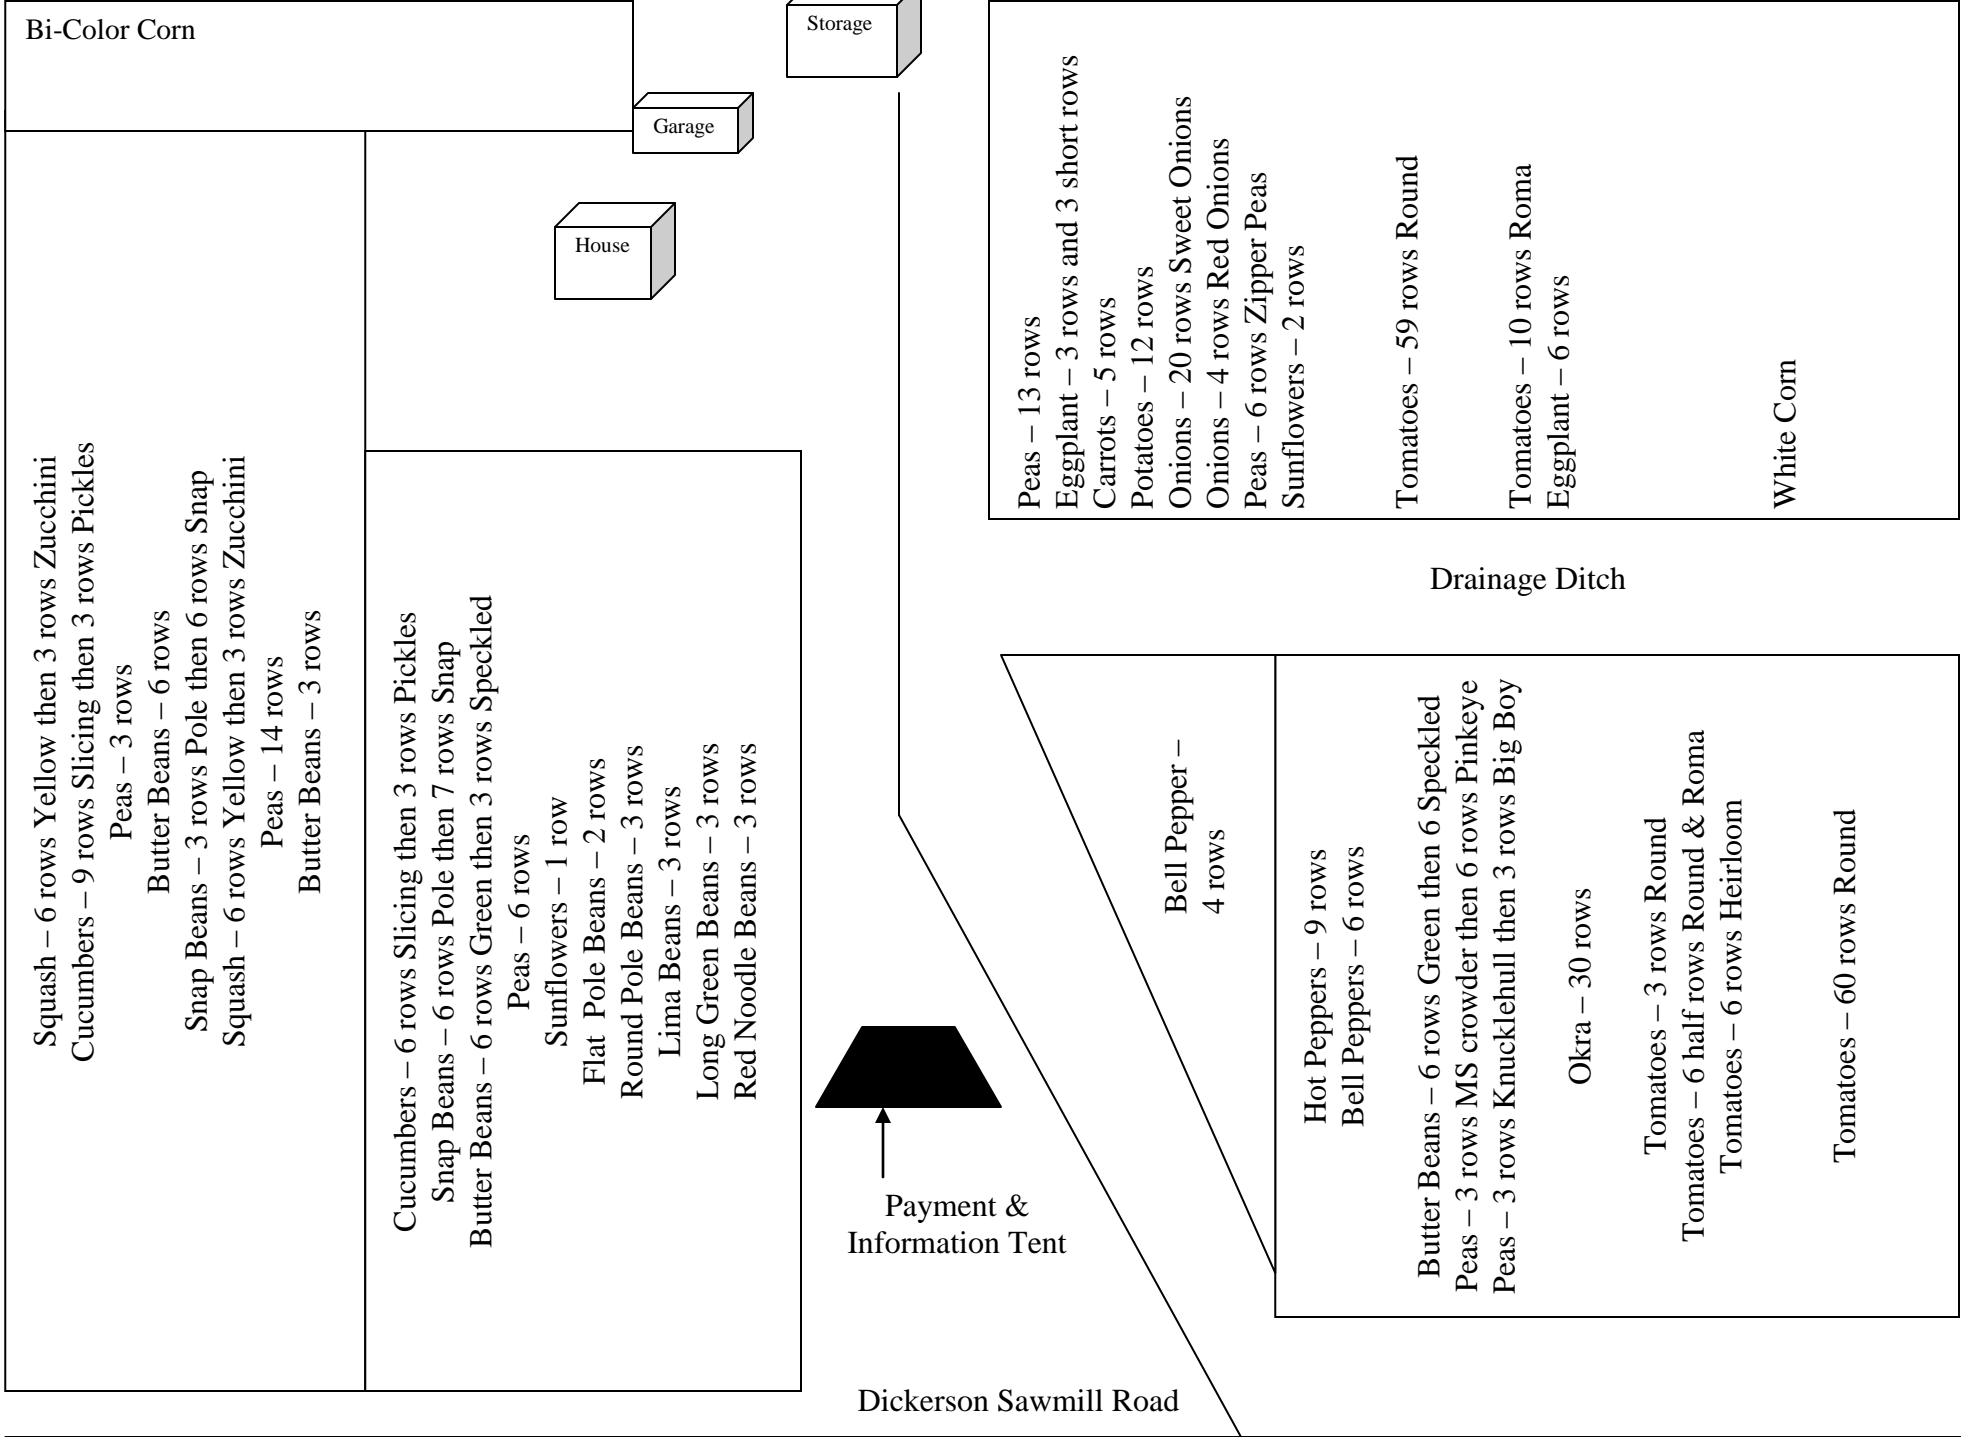 Bi-Color Corn
Storage
Garage
House
Squash – 6 rows Yellow then 3 rows Zucchini
Cucumbers – 9 rows Slicing then 3 rows Pickles
Peas – 3 rows
Butter Beans – 6 rows
Snap Beans – 3 rows Pole then 6 rows Snap
Squash – 6 rows Yellow then 3 rows Zucchini
Peas – 14 rows
Butter Beans – 3 rows
Cucumbers – 6 rows Slicing then 3 rows Pickles
Snap Beans – 6 rows Pole then 7 rows Snap
Butter Beans – 6 rows Green then 3 rows Speckled
Peas – 6 rows
Sunflowers – 1 row
Flat  Pole Beans – 2 rows
Round Pole Beans – 3 rows
Lima Beans – 3 rows
Long Green Beans – 3 rows
Red Noodle Beans – 3 rows
Peas – 13 rows
Eggplant – 3 rows and 3 short rows
Carrots – 5 rows
Potatoes – 12 rows
Onions – 20 rows Sweet Onions
Onions – 4 rows Red Onions
Peas – 6 rows Zipper Peas
Sunflowers – 2 rows
Tomatoes – 59 rows Round
Tomatoes – 10 rows Roma
Eggplant – 6 rows
White Corn
Drainage Ditch
Bell Pepper –
4 rows
Hot Peppers – 9 rows
Bell Peppers – 6 rows
Butter Beans – 6 rows Green then 6 Speckled
Peas – 3 rows MS crowder then 6 rows Pinkeye
Peas – 3 rows Knucklehull then 3 rows Big Boy
Okra – 30 rows
Tomatoes – 3 rows Round
Tomatoes – 6 half rows Round & Roma
Tomatoes – 6 rows Heirloom
Tomatoes – 60 rows Round
Payment &
Information Tent
Dickerson Sawmill Road